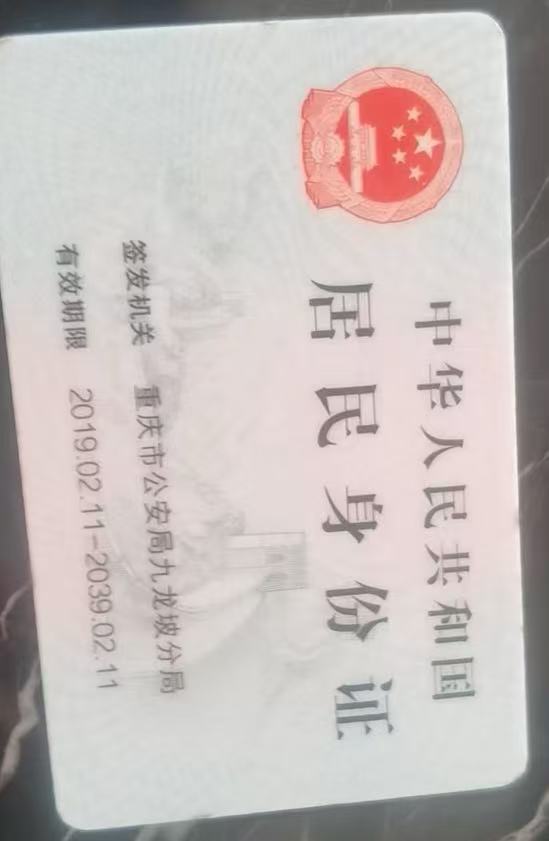 中华人民共和国
居民身份证
签发机关 重庆市公安局九龙坡分局
有效期限 2019.02.11-2039.02.11